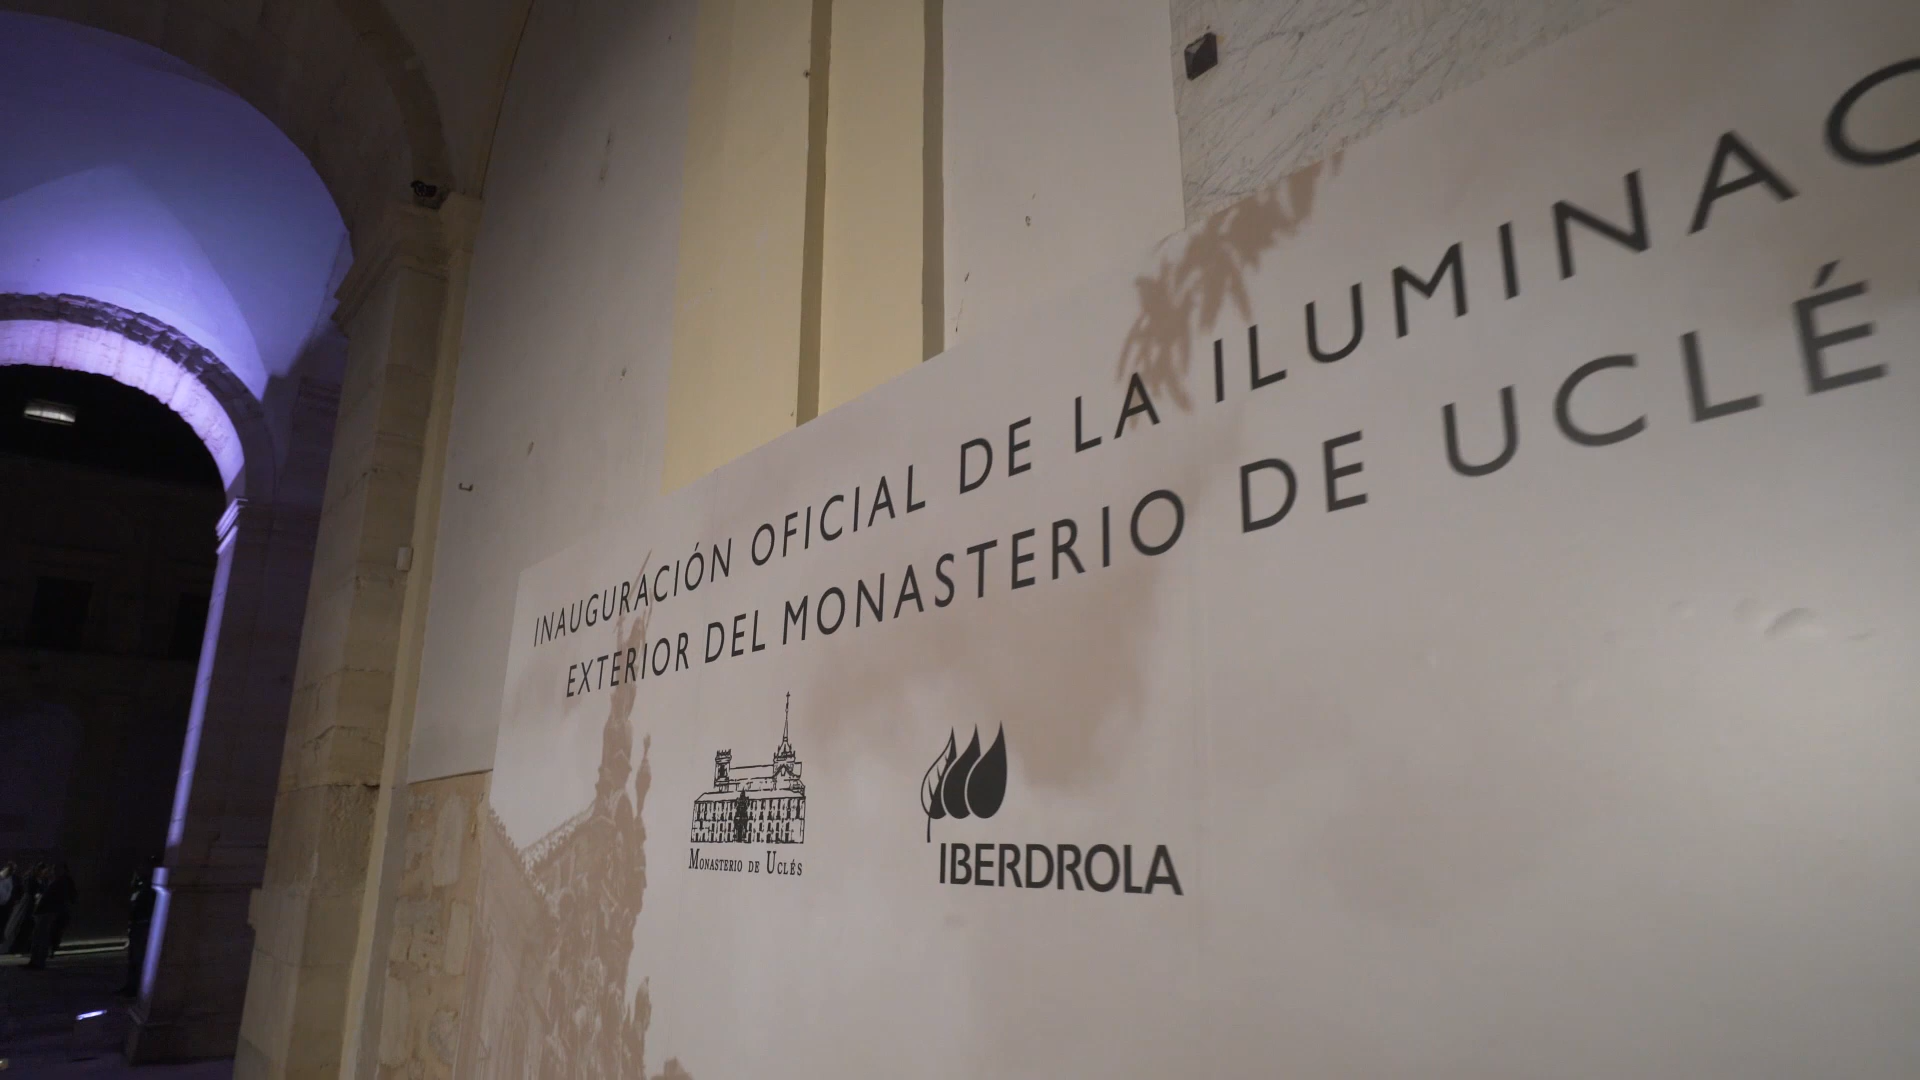 INAUGURACIÓN OFICIAL DE LA ILUMINAC
EXTERIOR DEL MONASTERIO DE UCLÉ
MONASTERIO DE UCLÉS
IBERDROLA